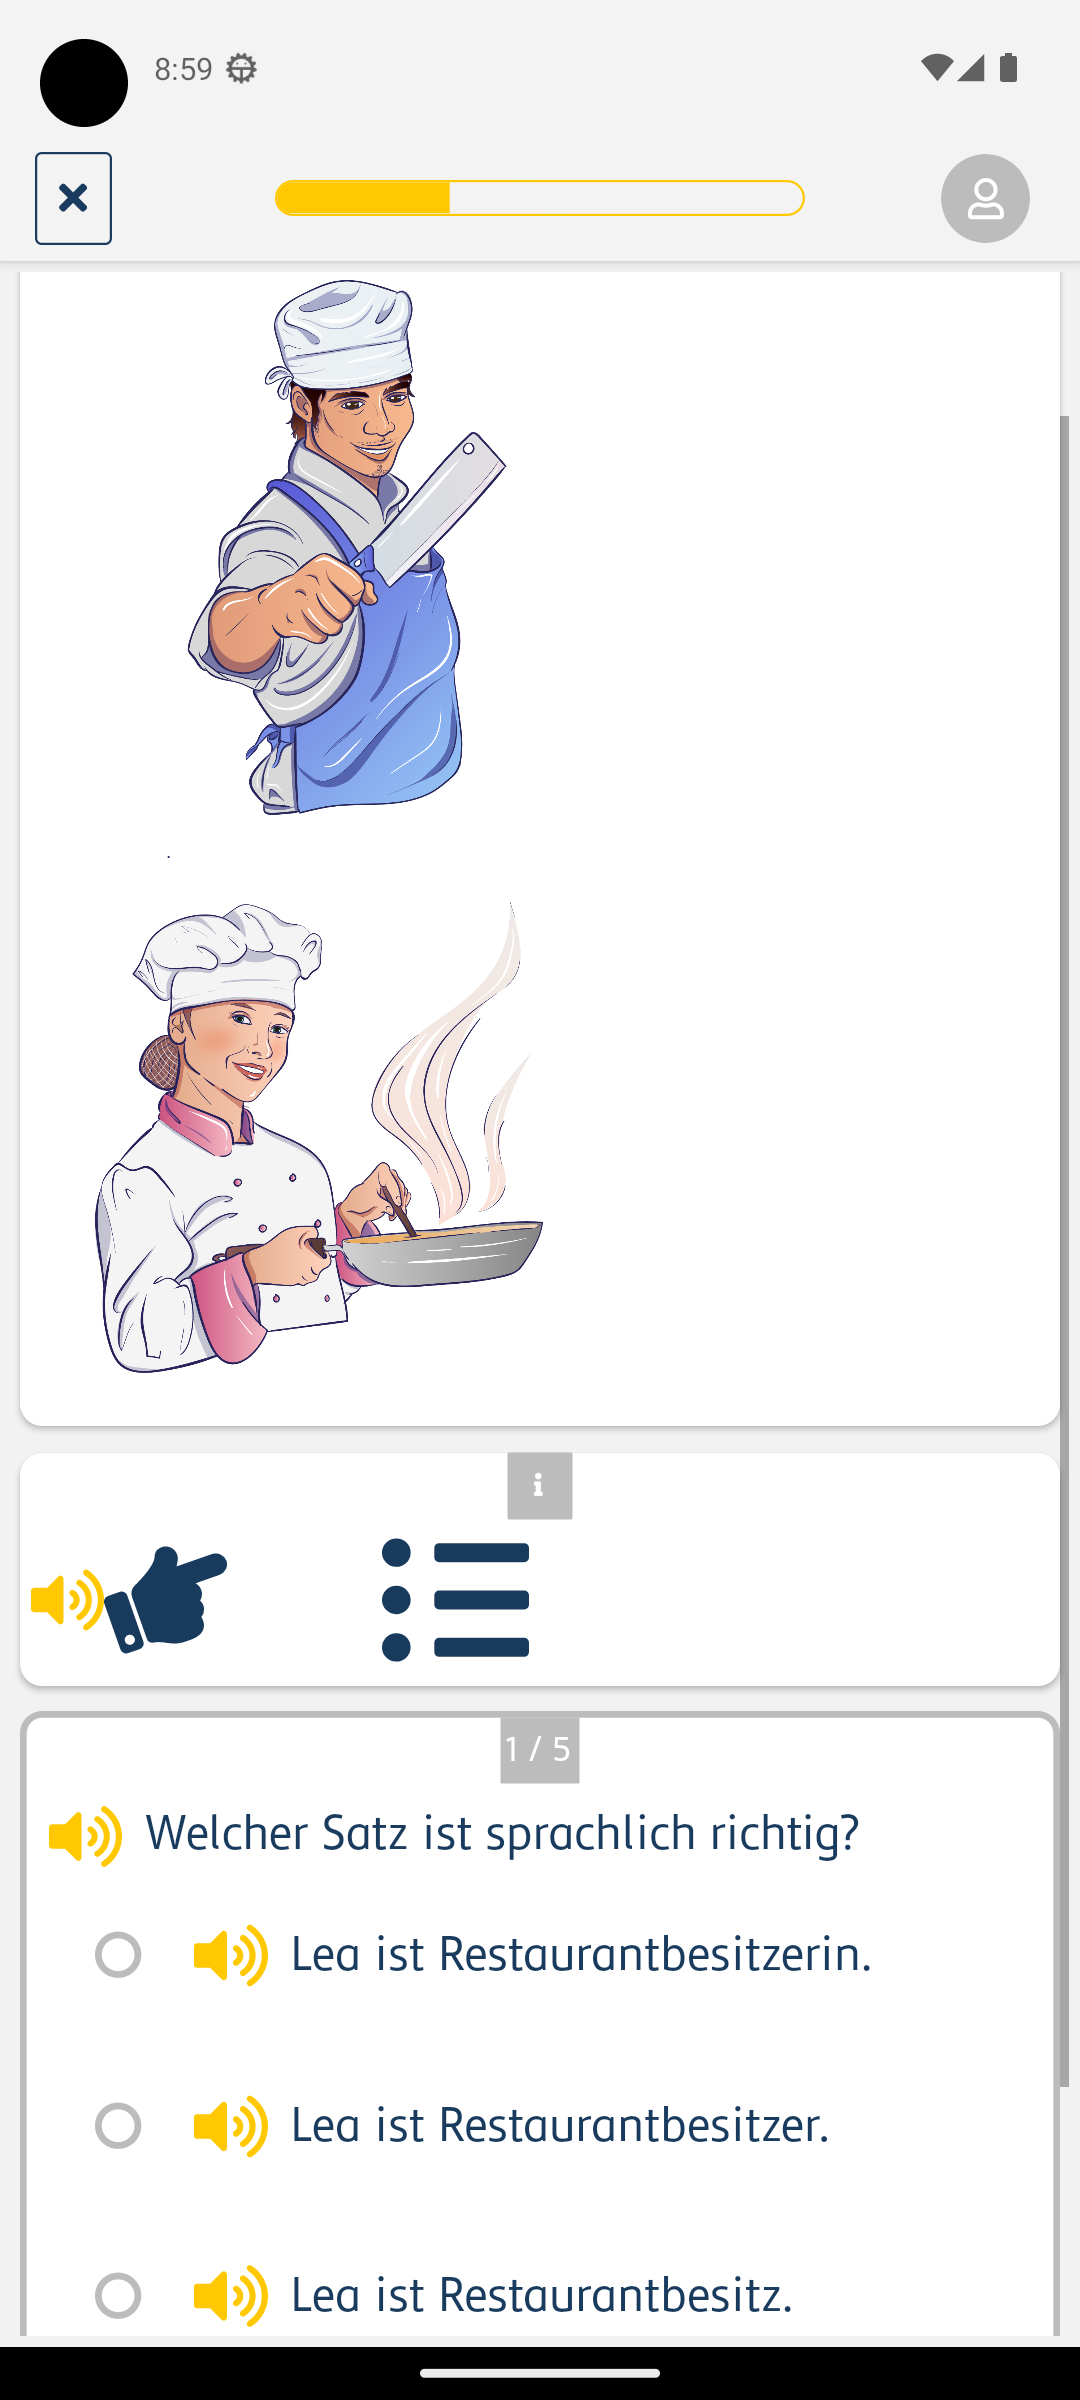 8:59
1 / 5
Welcher Satz ist sprachlich richtig?
Lea ist Restaurantbesitzerin.
Lea ist Restaurantbesitzer.
Lea ist Restaurantbesitz.